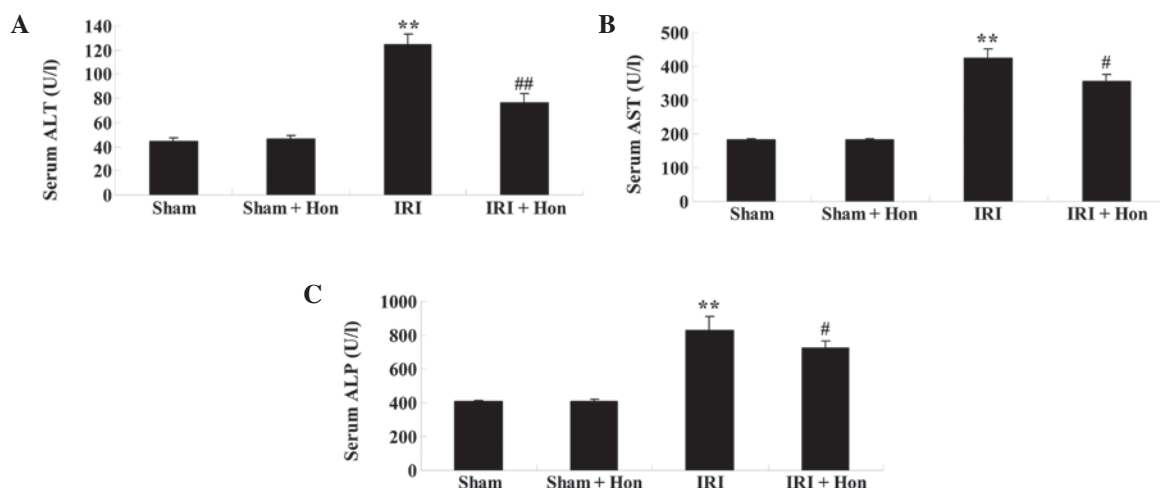 A
Serum ALT (U/l)
140
120
100
80
60
40
20
0
**
##
Sham
Sham + Hon
IRI
IRI + Hon
B
Serum AST (U/l)
500
400
300
200
100
0
**
#
Sham
Sham + Hon
IRI
IRI + Hon
C
Serum ALP (U/l)
1000
800
600
400
200
0
**
#
Sham
Sham + Hon
IRI
IRI + Hon